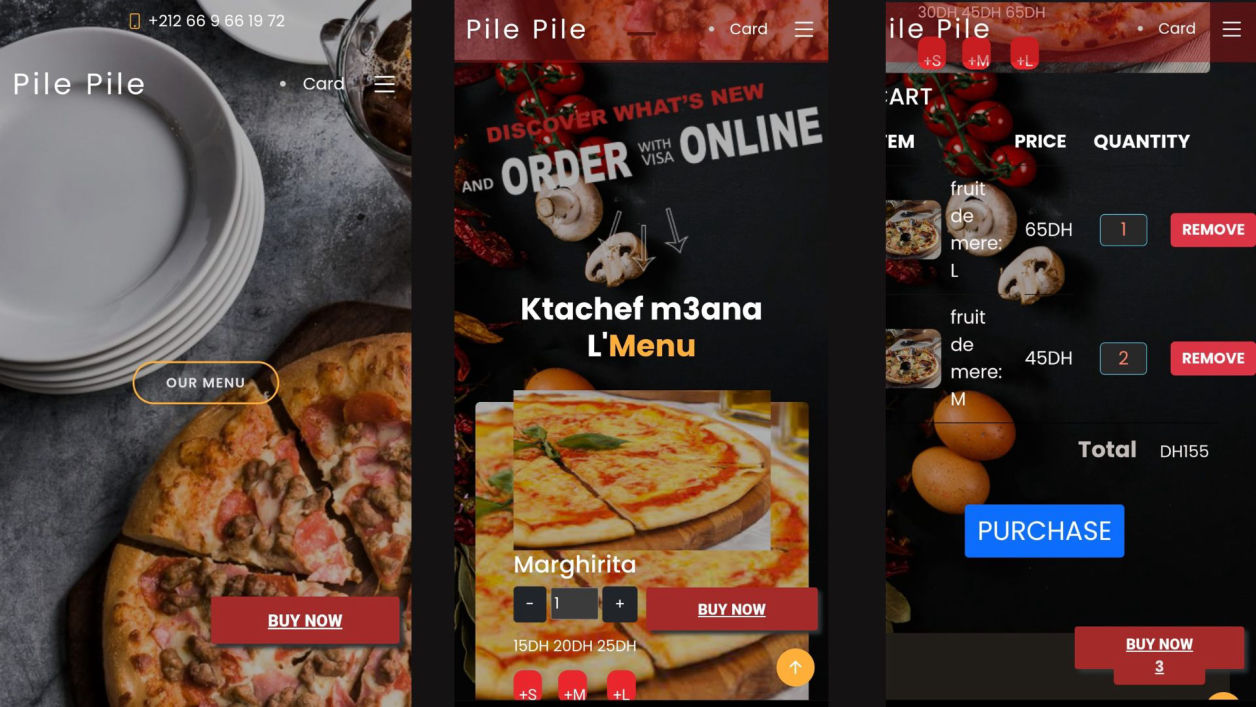 +212 66 9 66 19 72
Pile Pile
Card
OUR MENU
BUY NOW
Pile Pile
Card
DISCOVER WHAT'S NEW
AND ORDER WITH VISA ONLINE
Ktachef m3ana
L'Menu
Marghirita
- 1 +
BUY NOW
15DH 20DH 25DH
+S +M +L
30DH 45DH 65DH
ile Pile
Card
+S +M +L
CART
TEM PRICE QUANTITY
fruit
de
mere:
L
65DH 1 REMOVE
fruit
de
mere:
M
45DH 2 REMOVE
Total DH155
PURCHASE
BUY NOW
3